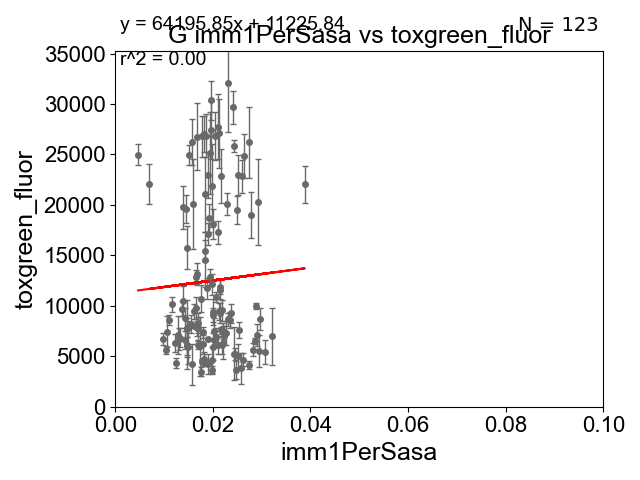 y = 64195.85x + 11225.84
N = 123
G imm1PerSasa vs toxgreen_fluor
r^2 = 0.00
35000
30000
25000
20000
15000
10000
5000
0
toxgreen_fluor
0.00 0.02 0.04 0.06 0.08 0.10
imm1PerSasa